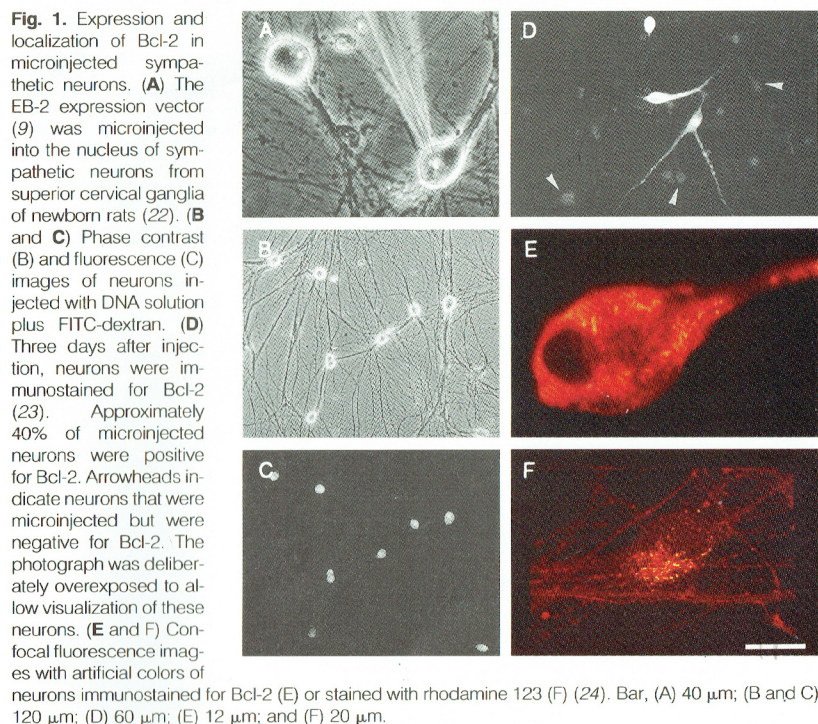 Fig. 1. Expression and
localization of Bcl-2 in
microinjected sympa-
thetic neurons. (A) The
EB-2 expression vector
(9) was microinjected
into the nucleus of sym-
pathetic neurons from
superior cervical ganglia
of newborn rats (22). (B
and C) Phase contrast
(B) and fluorescence (C)
images of neurons in-
jected with DNA solution
plus FITC-dextran. (D)
Three days after injec-
tion, neurons were im-
munostained for Bcl-2
(23). Approximately
40% of microinjected
neurons were positive
for Bcl-2. Arrowheads in-
dicate neurons that were
microinjected but were
negative for Bcl-2. The
photograph was deliber-
ately overexposed to al-
low visualization of these
neurons. (E and F) Con-
focal fluorescence imag-
es with artificial colors of
neurons immunostained for Bcl-2 (E) or stained with rhodamine 123 (F) (24). Bar, (A) 40 μm; (B and C)
120 μm; (D) 60 μm; (E) 12 μm; and (F) 20 μm.
A
D
B
E
C
F